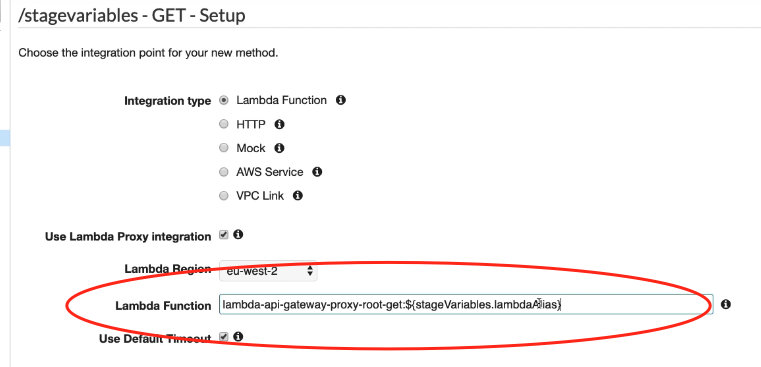 /stagevariables - GET - Setup
Choose the integration point for your new method.
Integration type Lambda Function
HTTP
Mock
AWS Service
VPC Link
Use Lambda Proxy integration
Lambda Region eu-west-2
Lambda Function lambda-api-gateway-proxy-root-get:${stageVariables.lambdaAlias}
Use Default Timeout